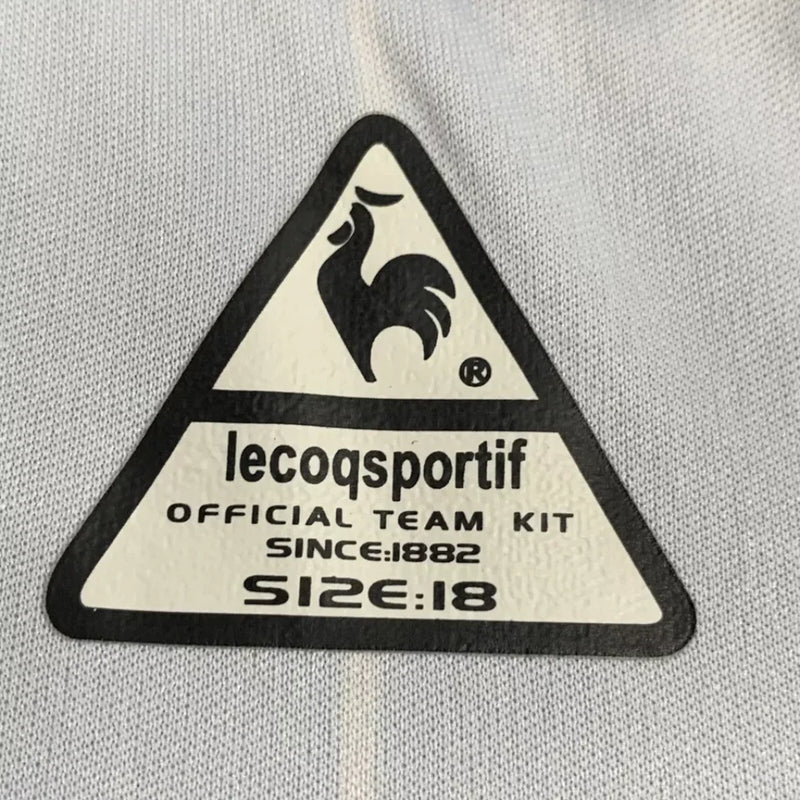 ®
lecoqsportif
OFFICIAL TEAM KIT
SINCE:1882
SIZE:18